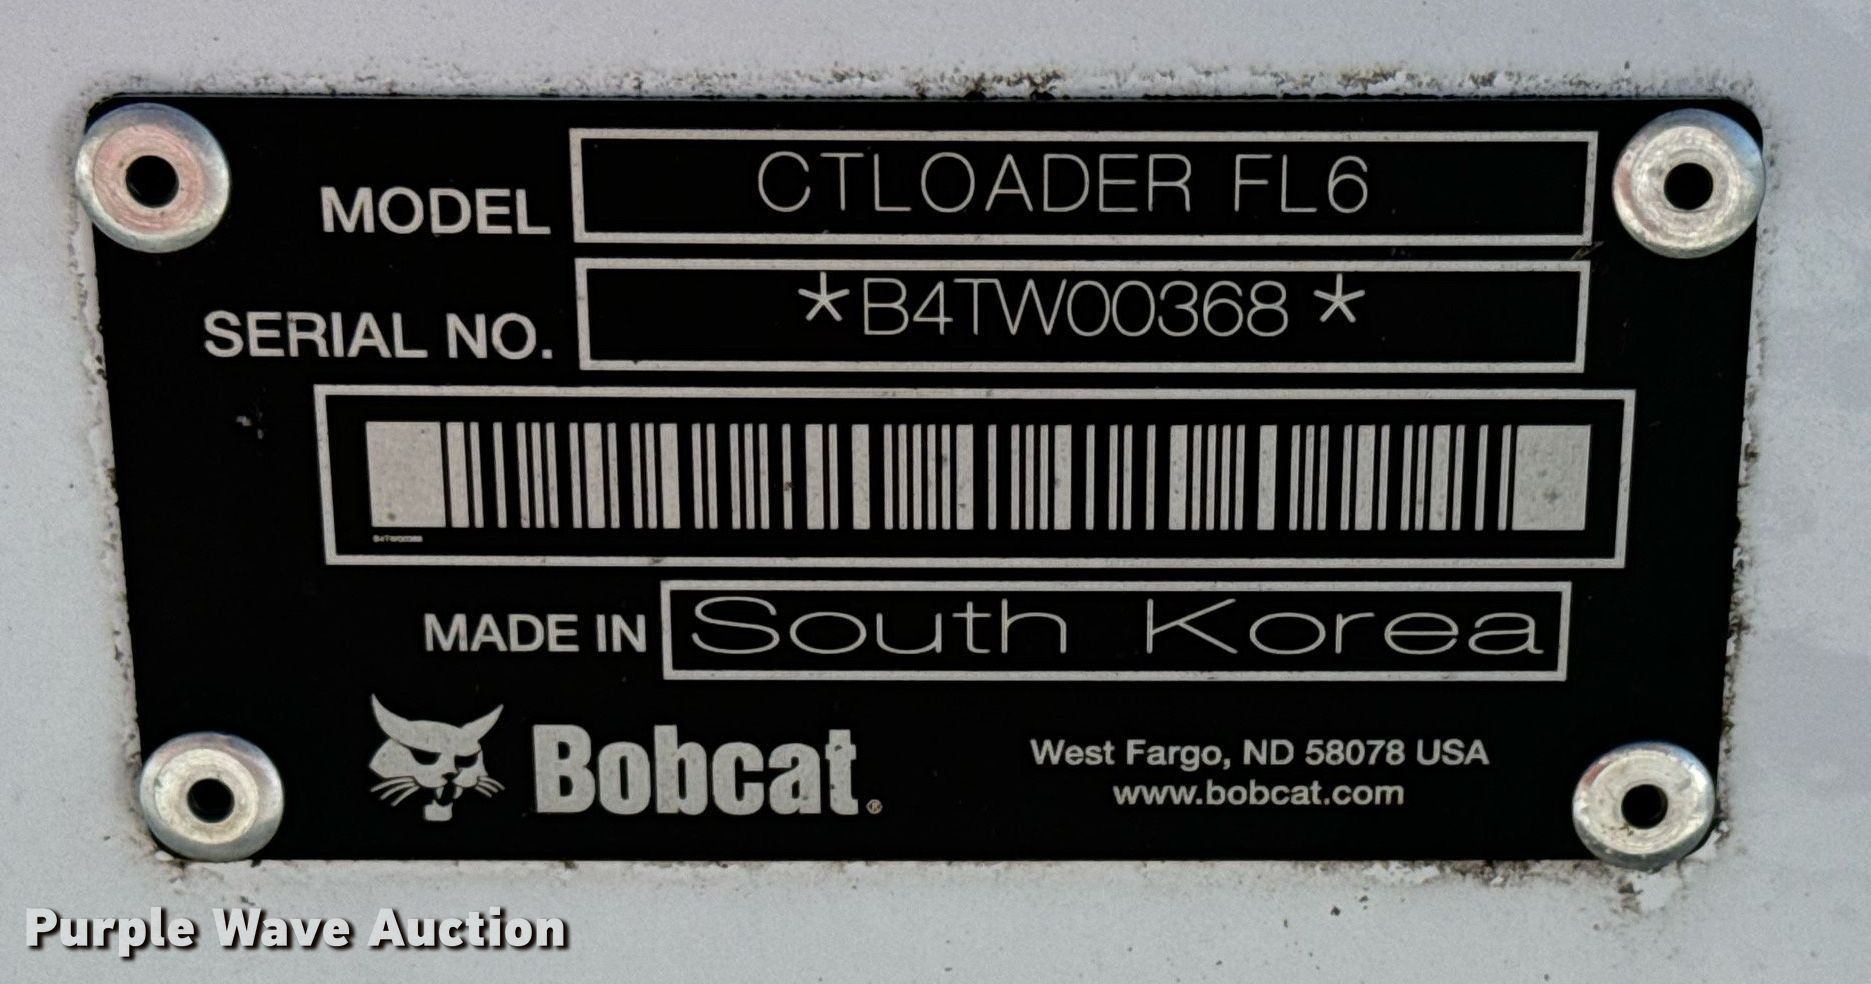 MODEL CTLOADER FL6
SERIAL NO. *B4TW00368*
B4TW00368
MADE IN South Korea
Bobcat®
West Fargo, ND 58078 USA
www.bobcat.com
Purple Wave Auction